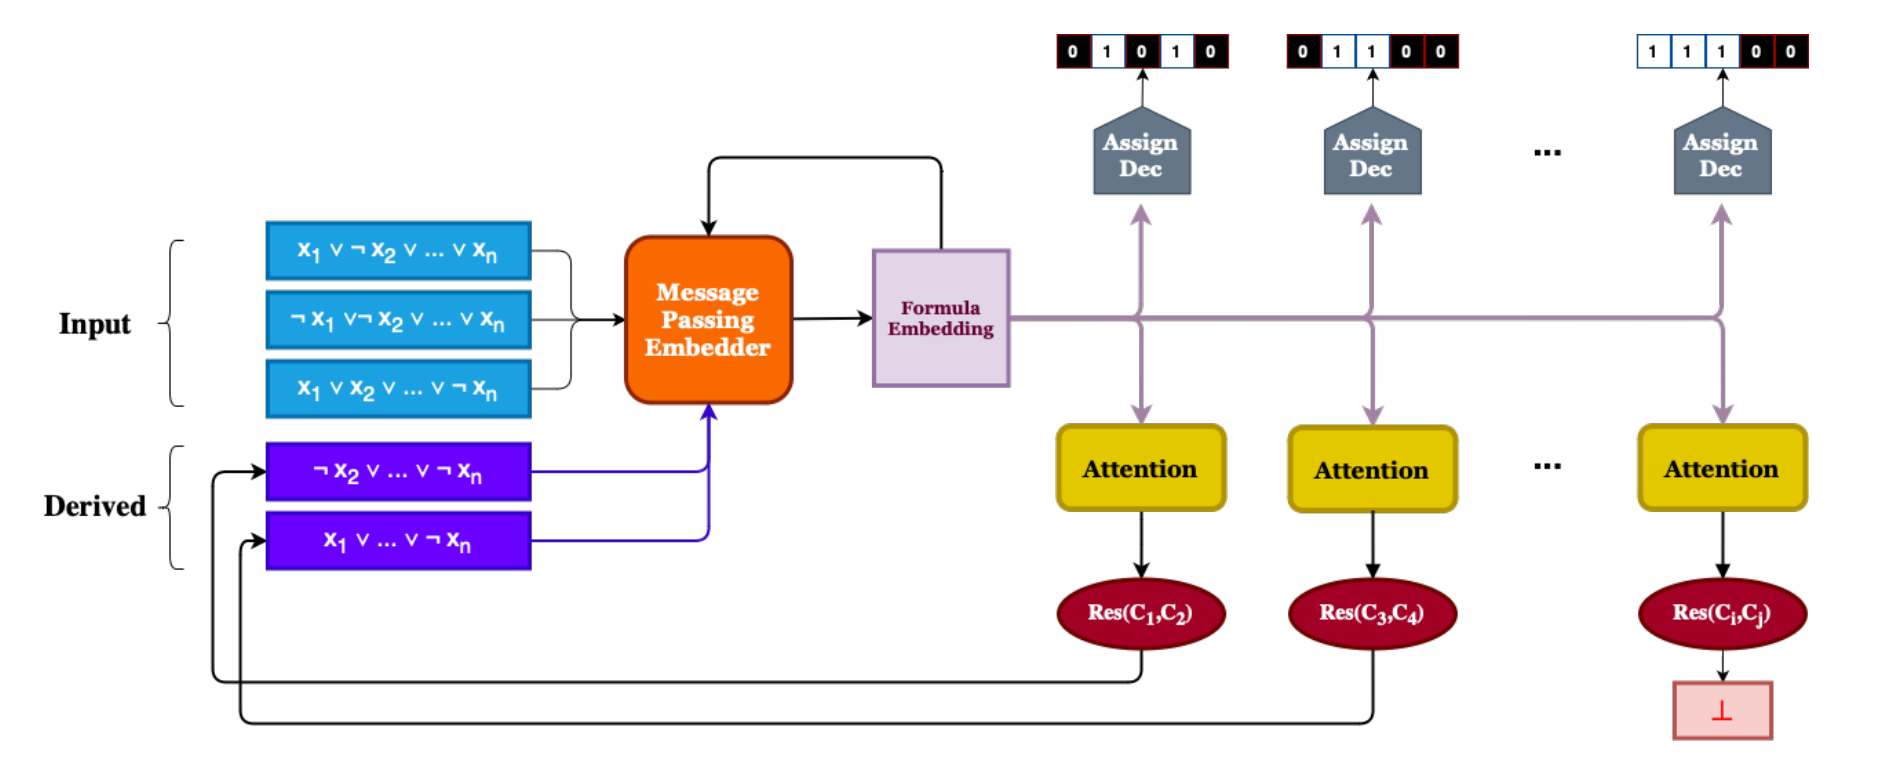 0 1 0 1 0
0 1 1 0 0
1 1 1 0 0
Assign
Dec
Assign
Dec
...
Assign
Dec
Input
x₁ ∨ ¬ x₂ ∨ ... ∨ xₙ
¬ x₁ ∨¬ x₂ ∨ ... ∨ xₙ
x₁ ∨ x₂ ∨ ... ∨ ¬ xₙ
Message
Passing
Embedder
Formula
Embedding
Derived
¬ x₂ ∨ ... ∨ ¬ xₙ
x₁ ∨ ... ∨ ¬ xₙ
Attention
Attention
...
Attention
Res(C₁,C₂)
Res(C₃,C₄)
Res(Cᵢ,Cⱼ)
⊥